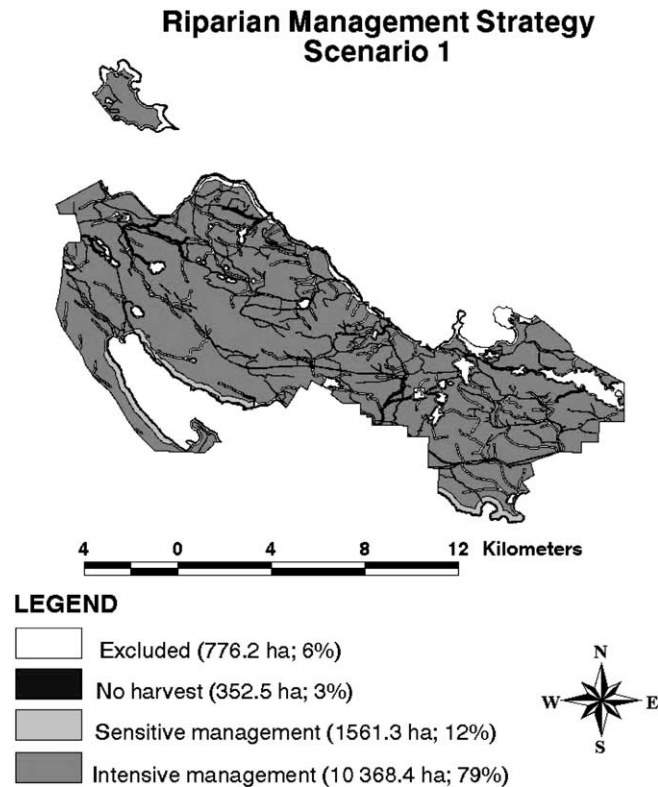 Riparian Management Strategy
Scenario 1
4 0 4 8 12 Kilometers
LEGEND
Excluded (776.2 ha; 6%)
No harvest (352.5 ha; 3%)
Sensitive management (1561.3 ha; 12%)
Intensive management (10 368.4 ha; 79%)
N
W E
S